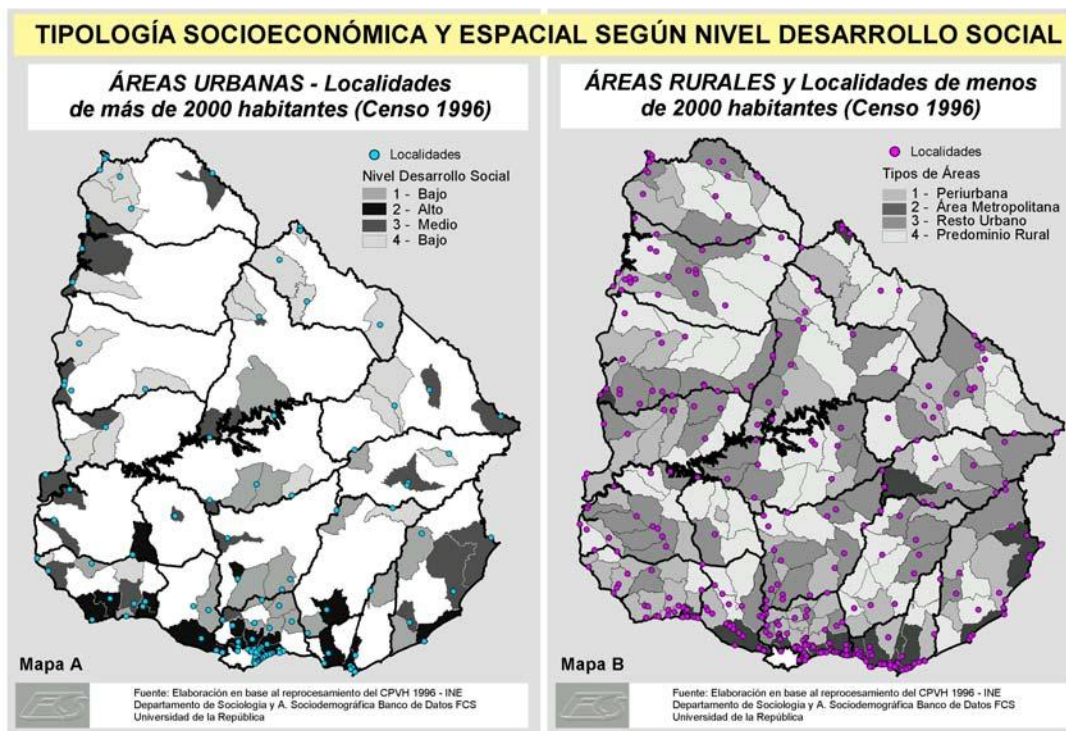 TIPOLOGÍA SOCIOECONÓMICA Y ESPACIAL SEGÚN NIVEL DESARROLLO SOCIAL
ÁREAS URBANAS - Localidades
de más de 2000 habitantes (Censo 1996)
Localidades
Nivel Desarrollo Social
1 - Bajo
2 - Alto
3 - Medio
4 - Bajo
Mapa A
FCS
Fuente: Elaboración en base al reprocesamiento del CPVH 1996 - INE
Departamento de Sociología y A. Sociodemográfica Banco de Datos FCS
Universidad de la República
ÁREAS RURALES y Localidades de menos
de 2000 habitantes (Censo 1996)
Localidades
Tipos de Áreas
1 - Periurbana
2 - Área Metropolitana
3 - Resto Urbano
4 - Predominio Rural
Mapa B
FCS
Fuente: Elaboración en base al reprocesamiento del CPVH 1996 - INE
Departamento de Sociología y A. Sociodemográfica Banco de Datos FCS
Universidad de la República